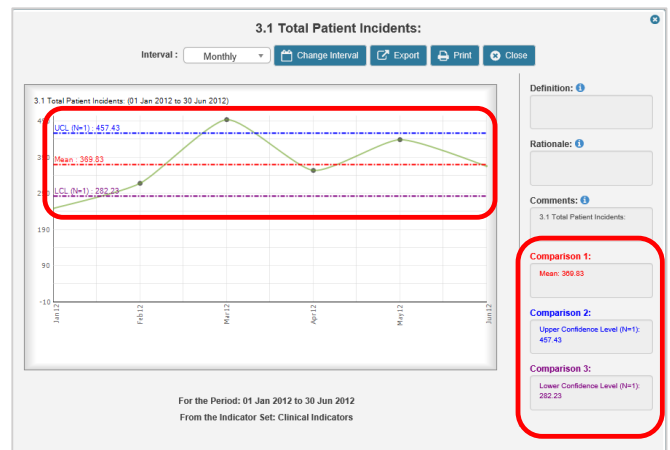 3.1 Total Patient Incidents:
Interval : Monthly Change Interval Export Print Close
3.1 Total Patient Incidents: (01 Jan 2012 to 30 Jun 2012)
UCL (N=1) : 457.43
Mean : 369.83
LCL (N=1) : 282.23
190
90
-10
Jan 12
Feb 12
Mar 12
Apr 12
May 12
Jun 12
For the Period: 01 Jan 2012 to 30 Jun 2012
From the Indicator Set: Clinical Indicators
Definition:
Rationale:
Comments:
3.1 Total Patient Incidents:
Comparison 1:
Mean: 369.83
Comparison 2:
Upper Confidence Level (N=1):
457.43
Comparison 3:
Lower Confidence Level (N=1):
282.23